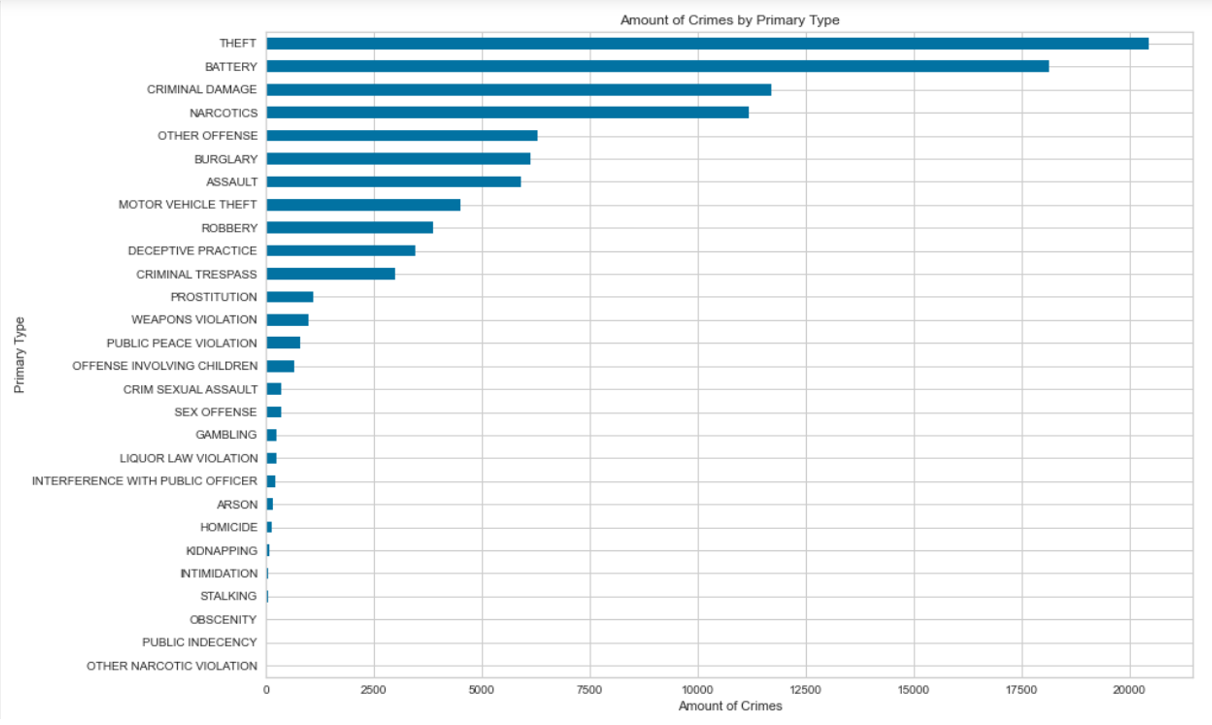 Amount of Crimes by Primary Type
THEFT
BATTERY
CRIMINAL DAMAGE
NARCOTICS
OTHER OFFENSE
BURGLARY
ASSAULT
MOTOR VEHICLE THEFT
ROBBERY
DECEPTIVE PRACTICE
CRIMINAL TRESPASS
PROSTITUTION
WEAPONS VIOLATION
PUBLIC PEACE VIOLATION
OFFENSE INVOLVING CHILDREN
CRIM SEXUAL ASSAULT
SEX OFFENSE
GAMBLING
LIQUOR LAW VIOLATION
INTERFERENCE WITH PUBLIC OFFICER
ARSON
HOMICIDE
KIDNAPPING
INTIMIDATION
STALKING
OBSCENITY
PUBLIC INDECENCY
OTHER NARCOTIC VIOLATION
Primary Type
0 2500 5000 7500 10000 12500 15000 17500 20000
Amount of Crimes